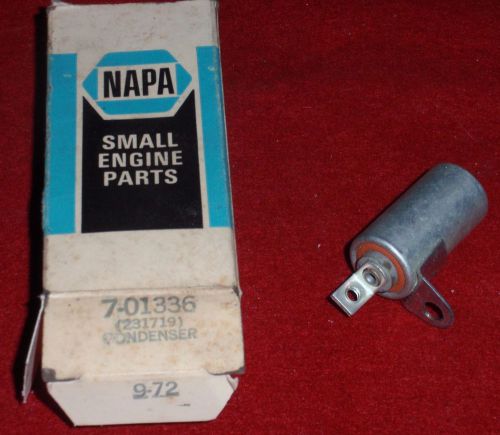 NAPA
SMALL
ENGINE
PARTS
7-01336
(231719)
CONDENSER
9-72